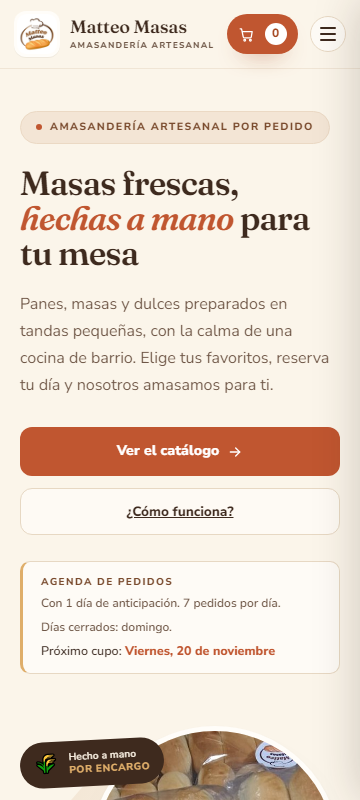 Matteo Masas
AMASANDERÍA ARTESANAL
0
AMASANDERÍA ARTESANAL POR PEDIDO
Masas frescas,
hechas a mano para
tu mesa
Panes, masas y dulces preparados en
tandas pequeñas, con la calma de una
cocina de barrio. Elige tus favoritos, reserva
tu día y nosotros amasamos para ti.
Ver el catálogo →
¿Cómo funciona?
AGENDA DE PEDIDOS
Con 1 día de anticipación. 7 pedidos por día.
Días cerrados: domingo.
Próximo cupo: Viernes, 20 de noviembre
Hecho a mano
POR ENCARGO